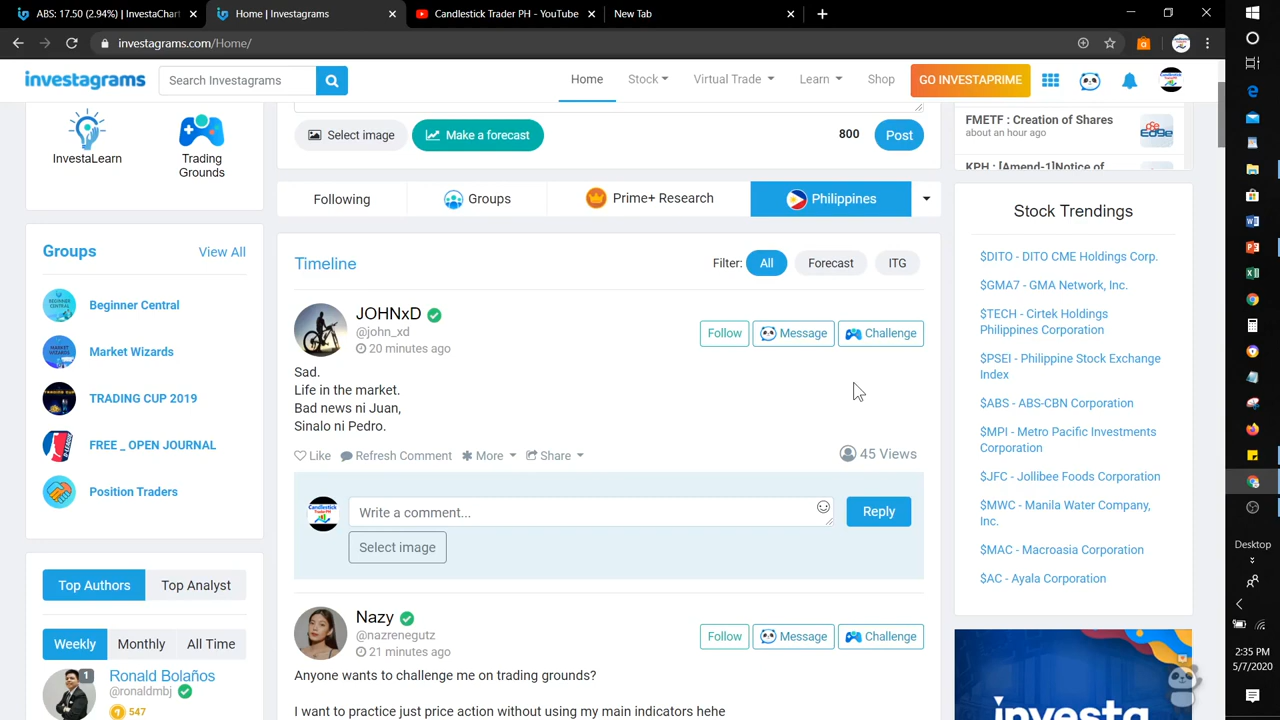 ABS: 17.50 (2.94%) | InvestaChart
Home | Investagrams
Candlestick Trader PH - YouTube
New Tab
investagrams.com/Home/
investagrams
Search Investagrams
Home
Stock
Virtual Trade
Learn
Shop
GO INVESTAPRIME
InvestaLearn
Trading
Grounds
Groups
View All
Beginner Central
Market Wizards
TRADING CUP 2019
FREE _ OPEN JOURNAL
Position Traders
Top Authors
Top Analyst
Weekly
Monthly
All Time
1
Ronald Bolaños
@ronaldmbj
547
Select image
Make a forecast
800
Post
Following
Groups
Prime+ Research
Philippines
Timeline
Filter:
All
Forecast
ITG
JOHNxD
@john_xd
20 minutes ago
Follow
Message
Challenge
Sad.
Life in the market.
Bad news ni Juan,
Sinalo ni Pedro.
Like
Refresh Comment
More
Share
45 Views
Write a comment...
Reply
Select image
Nazy
@nazrenegutz
21 minutes ago
Follow
Message
Challenge
Anyone wants to challenge me on trading grounds?
I want to practice just price action without using my main indicators hehe
FMETF : Creation of Shares
about an hour ago
KPH : [Amend-1]Notice of
Stock Trendings
$DITO - DITO CME Holdings Corp.
$GMA7 - GMA Network, Inc.
$TECH - Cirtek Holdings
Philippines Corporation
$PSEI - Philippine Stock Exchange
Index
$ABS - ABS-CBN Corporation
$MPI - Metro Pacific Investments
Corporation
$JFC - Jollibee Foods Corporation
$MWC - Manila Water Company,
Inc.
$MAC - Macroasia Corporation
$AC - Ayala Corporation
investa
Desktop
2:35 PM
5/7/2020